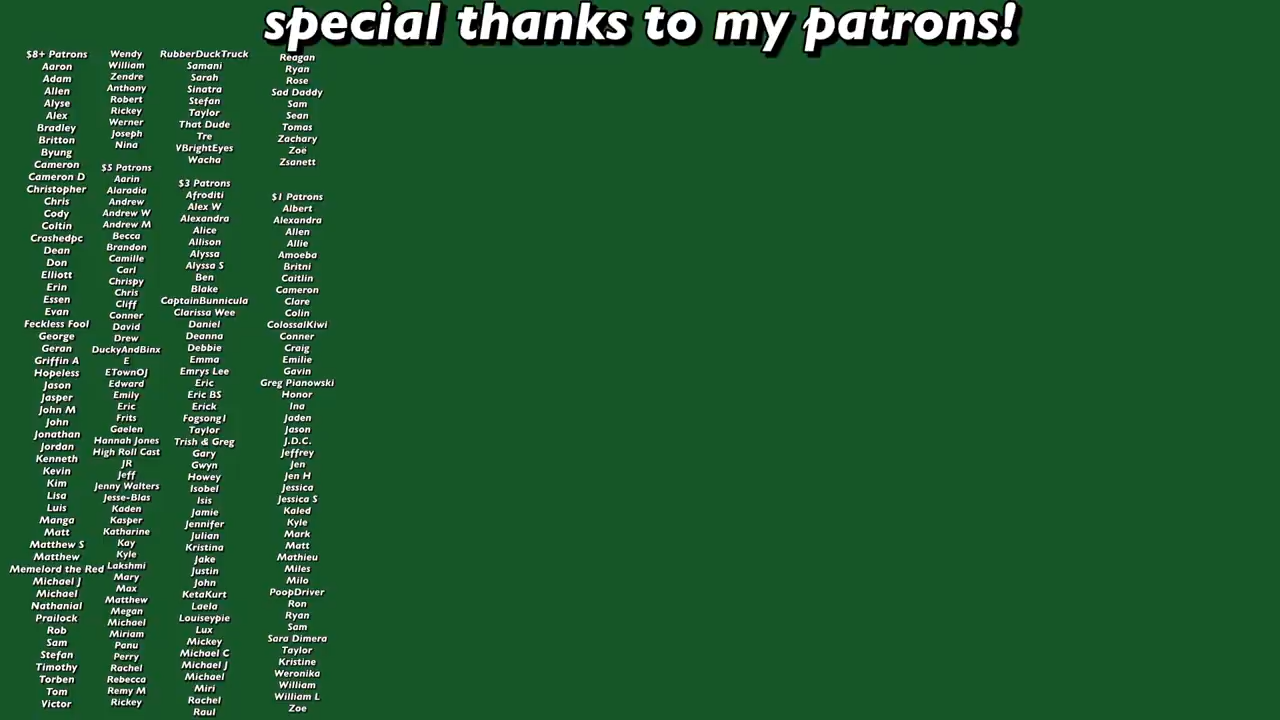 special thanks to my patrons!
$8+ Patrons
Aaron
Adam
Allen
Alyse
Alex
Bradley
Britton
Byung
Cameron
Cameron D
Christopher
Chris
Cody
Coltin
Crashedpc
Dean
Don
Elliott
Erin
Essen
Evan
Feckless Fool
George
Geran
Griffin A
Hopeless
Jason
Jasper
John M
John
Jonathan
Jordan
Kenneth
Kevin
Kim
Lisa
Luis
Manga
Matt
Matthew S
Matthew
Memelord the Red
Michael J
Michael
Nathanial
Prailock
Rob
Sam
Stefan
Timothy
Torben
Tom
Victor
Wendy
William
Zendre
Anthony
Robert
Rickey
Werner
Joseph
Nina
$5 Patrons
Aarin
Alaradia
Andrew
Andrew W
Andrew M
Becca
Brandon
Camille
Carl
Chrispy
Chris
Cliff
Conner
David
Drew
DuckyAndBinx
E
ETownOJ
Edward
Emily
Eric
Frits
Gaelen
Hannah Jones
High Roll Cast
JR
Jeff
Jenny Walters
Jesse-Blas
Kaden
Kasper
Katharine
Kay
Kyle
Lakshmi
Mary
Max
Matthew
Megan
Michael
Miriam
Panu
Perry
Rachel
Rebecca
Remy M
Rickey
RubberDuckTruck
Samani
Sarah
Sinatra
Stefan
Taylor
That Dude
Tre
VBrightEyes
Wacha
$3 Patrons
Afroditi
Alex W
Alexandra
Alice
Allison
Alyssa
Alyssa S
Ben
Blake
CaptainBunnicula
Clarissa Wee
Daniel
Deanna
Debbie
Emma
Emrys Lee
Eric
Eric BS
Erick
Fogsong1
Taylor
Trish & Greg
Gary
Gwyn
Howey
Isobel
Isis
Jamie
Jennifer
Julian
Kristina
Jake
Justin
John
KetaKurt
Laela
Louiseypie
Lux
Mickey
Michael C
Michael J
Michael
Miri
Rachel
Raul
Reagan
Ryan
Rose
Sad Daddy
Sam
Sean
Tomas
Zachary
Zoë
Zsanett
$1 Patrons
Albert
Alexandra
Allen
Allie
Amoeba
Britni
Caitlin
Cameron
Clare
Colin
ColossalKiwi
Conner
Craig
Emilie
Gavin
Greg Pianowski
Honor
Ina
Jaden
Jason
J.D.C.
Jeffrey
Jen
Jen H
Jessica
Jessica S
Kaled
Kyle
Mark
Matt
Mathieu
Miles
Milo
PoopDriver
Ron
Ryan
Sam
Sara Dimera
Taylor
Kristine
Weronika
William
William L
Zoe